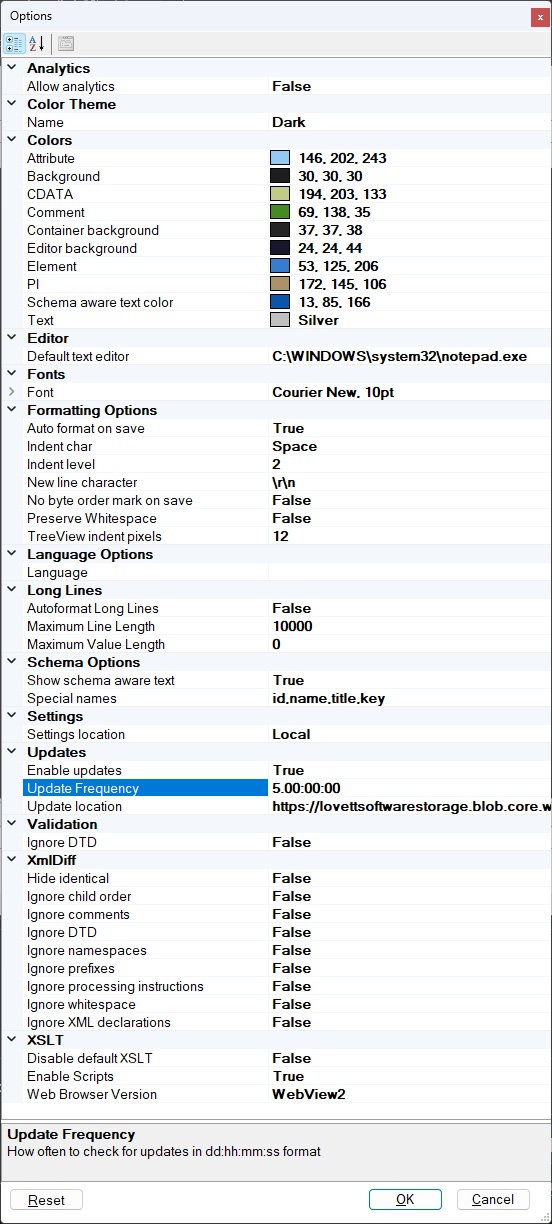 Options
x
A
Z
Analytics
Allow analytics False
Color Theme
Name Dark
Colors
Attribute 146, 202, 243
Background 30, 30, 30
CDATA 194, 203, 133
Comment 69, 138, 35
Container background 37, 37, 38
Editor background 24, 24, 44
Element 53, 125, 206
PI 172, 145, 106
Schema aware text color 13, 85, 166
Text Silver
Editor
Default text editor C:\WINDOWS\system32\notepad.exe
Fonts
Font Courier New, 10pt
Formatting Options
Auto format on save True
Indent char Space
Indent level 2
New line character \r\n
No byte order mark on save False
Preserve Whitespace False
TreeView indent pixels 12
Language Options
Language
Long Lines
Autoformat Long Lines False
Maximum Line Length 10000
Maximum Value Length 0
Schema Options
Show schema aware text True
Special names id,name,title,key
Settings
Settings location Local
Updates
Enable updates True
Update Frequency 5.00:00:00
Update location https://lovettsoftwarestorage.blob.core.w
Validation
Ignore DTD False
XmlDiff
Hide identical False
Ignore child order False
Ignore comments False
Ignore DTD False
Ignore namespaces False
Ignore prefixes False
Ignore processing instructions False
Ignore whitespace False
Ignore XML declarations False
XSLT
Disable default XSLT False
Enable Scripts True
Web Browser Version WebView2
Update Frequency
How often to check for updates in dd:hh:mm:ss format
Reset OK Cancel